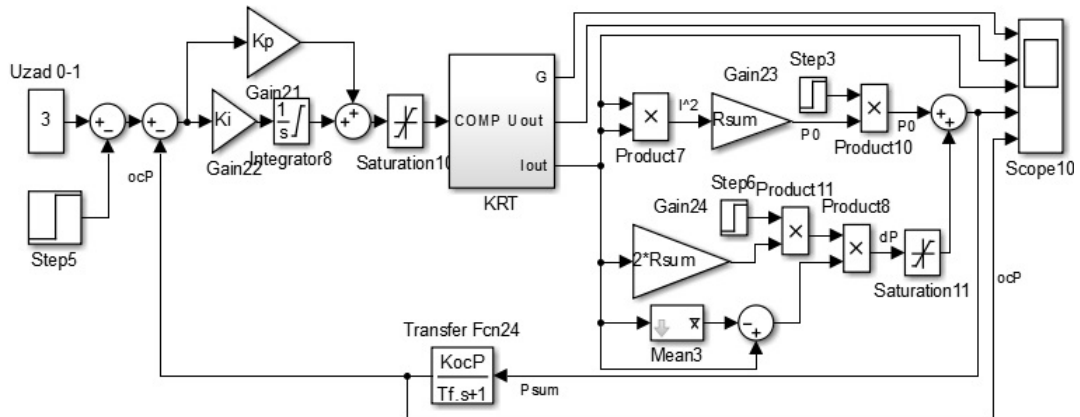 Uzad 0-1
3
Step5
ocP
Kp
Gain21
Ki
Gain22
1
s
Integrator8
Saturation10
COMP
G
Uout
Iout
KRT
Product7
I^2
Gain23
Rsum
P0
Step3
Product10
P0
Scope10
Gain24
2*Rsum
Step6
Product11
Product8
dP
Saturation11
ocP
Mean3
Transfer Fcn24
KocP
Tf.s+1
Psum